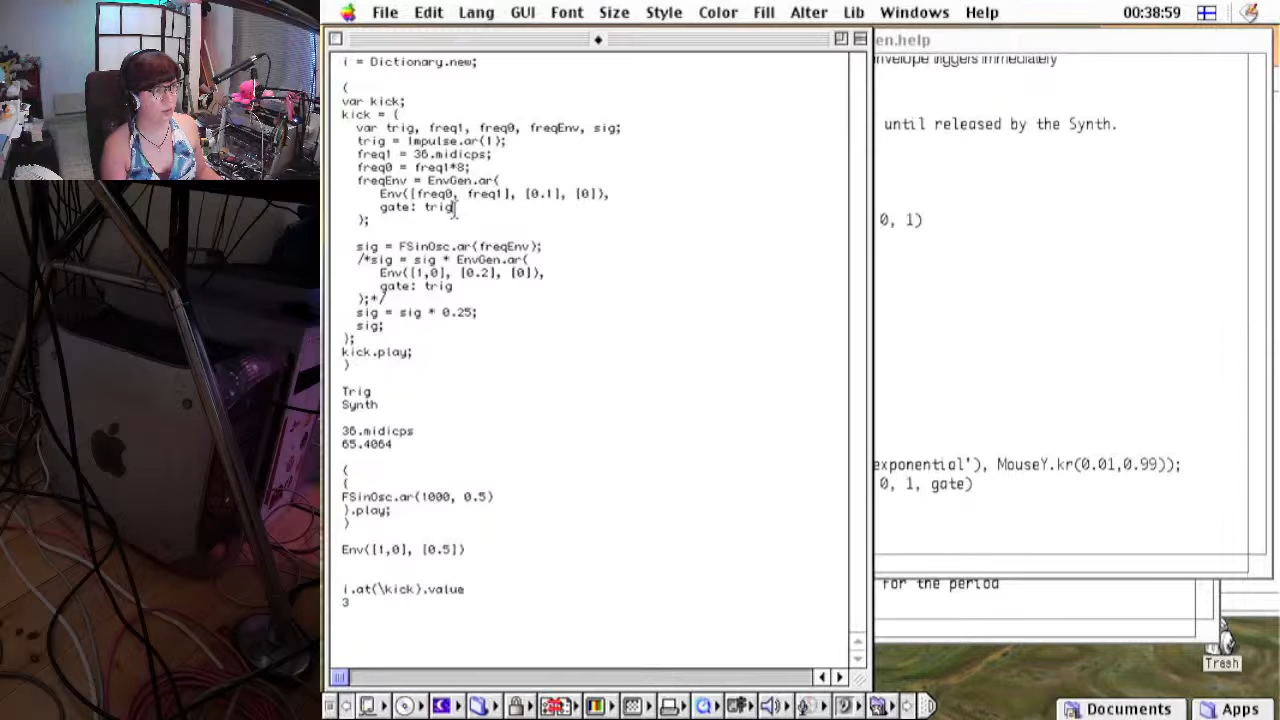 File Edit Lang GUI Font Size Style Color Fill Alter Lib Windows Help 00:38:59
i = Dictionary.new;
(
var kick;
kick = {
var trig, freq1, freq0, freqEnv, sig;
trig = Impulse.ar(1);
freq1 = 36.midicps;
freq0 = freq1*8;
freqEnv = EnvGen.ar(
Env([freq0, freq1], [0.1], [0]),
gate: trig
);
sig = FSinOsc.ar(freqEnv);
/*sig = sig * EnvGen.ar(
Env([1,0], [0.2], [0]),
gate: trig
);*/
sig = sig * 0.25;
sig;
};
kick.play;
)
Trig
Synth
36.midicps
65.4064
(
{
FSinOsc.ar(1000, 0.5)
}.play;
)
Env([1,0], [0.5])
i.at(\kick).value
3
en.help
nvelope triggers immediately
until released by the Synth.
0, 1)
exponential'), MouseY.kr(0.01,0.99));
0, 1, gate)
for the period
Trash
Documents
Apps